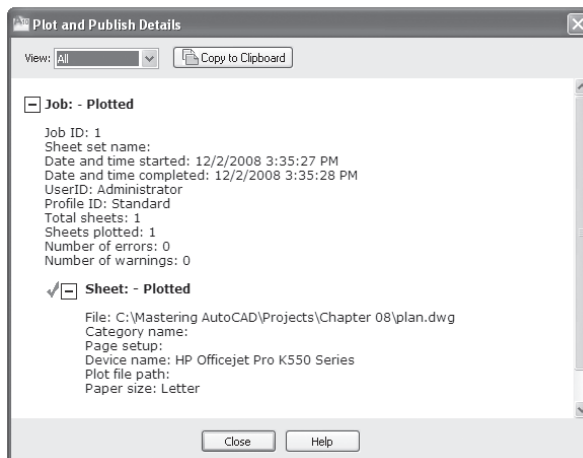 Plot and Publish Details
View: All Copy to Clipboard
Job: - Plotted
Job ID: 1
Sheet set name:
Date and time started: 12/2/2008 3:35:27 PM
Date and time completed: 12/2/2008 3:35:28 PM
UserID: Administrator
Profile ID: Standard
Total sheets: 1
Sheets plotted: 1
Number of errors: 0
Number of warnings: 0
Sheet: - Plotted
File: C:\Mastering AutoCAD\Projects\Chapter 08\plan.dwg
Category name:
Page setup:
Device name: HP Officejet Pro K550 Series
Plot file path:
Paper size: Letter
Close Help